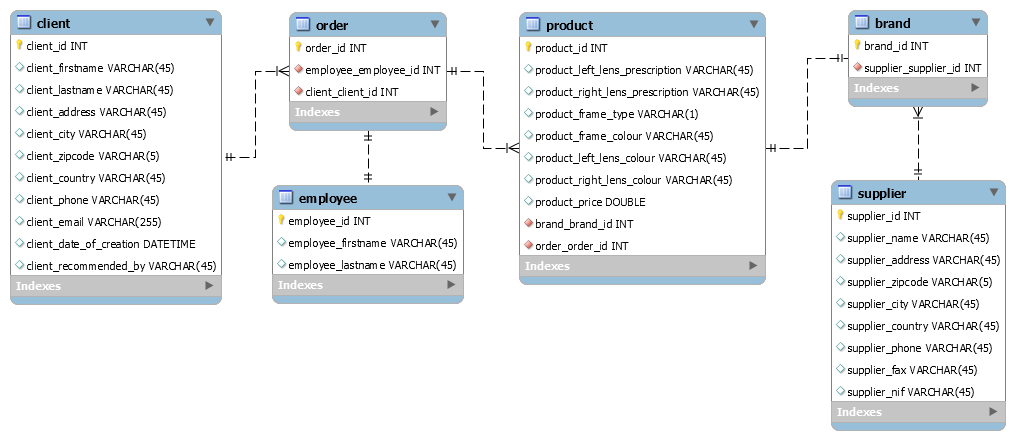 client
client_id INT
client_firstname VARCHAR(45)
client_lastname VARCHAR(45)
client_address VARCHAR(45)
client_city VARCHAR(45)
client_zipcode VARCHAR(5)
client_country VARCHAR(45)
client_phone VARCHAR(45)
client_email VARCHAR(255)
client_date_of_creation DATETIME
client_recommended_by VARCHAR(45)
Indexes
order
order_id INT
employee_employee_id INT
client_client_id INT
Indexes
employee
employee_id INT
employee_firstname VARCHAR(45)
employee_lastname VARCHAR(45)
Indexes
product
product_id INT
product_left_lens_prescription VARCHAR(45)
product_right_lens_prescription VARCHAR(45)
product_frame_type VARCHAR(1)
product_frame_colour VARCHAR(45)
product_left_lens_colour VARCHAR(45)
product_right_lens_colour VARCHAR(45)
product_price DOUBLE
brand_brand_id INT
order_order_id INT
Indexes
brand
brand_id INT
supplier_supplier_id INT
Indexes
supplier
supplier_id INT
supplier_name VARCHAR(45)
supplier_address VARCHAR(45)
supplier_zipcode VARCHAR(5)
supplier_city VARCHAR(45)
supplier_country VARCHAR(45)
supplier_phone VARCHAR(45)
supplier_fax VARCHAR(45)
supplier_nif VARCHAR(45)
Indexes